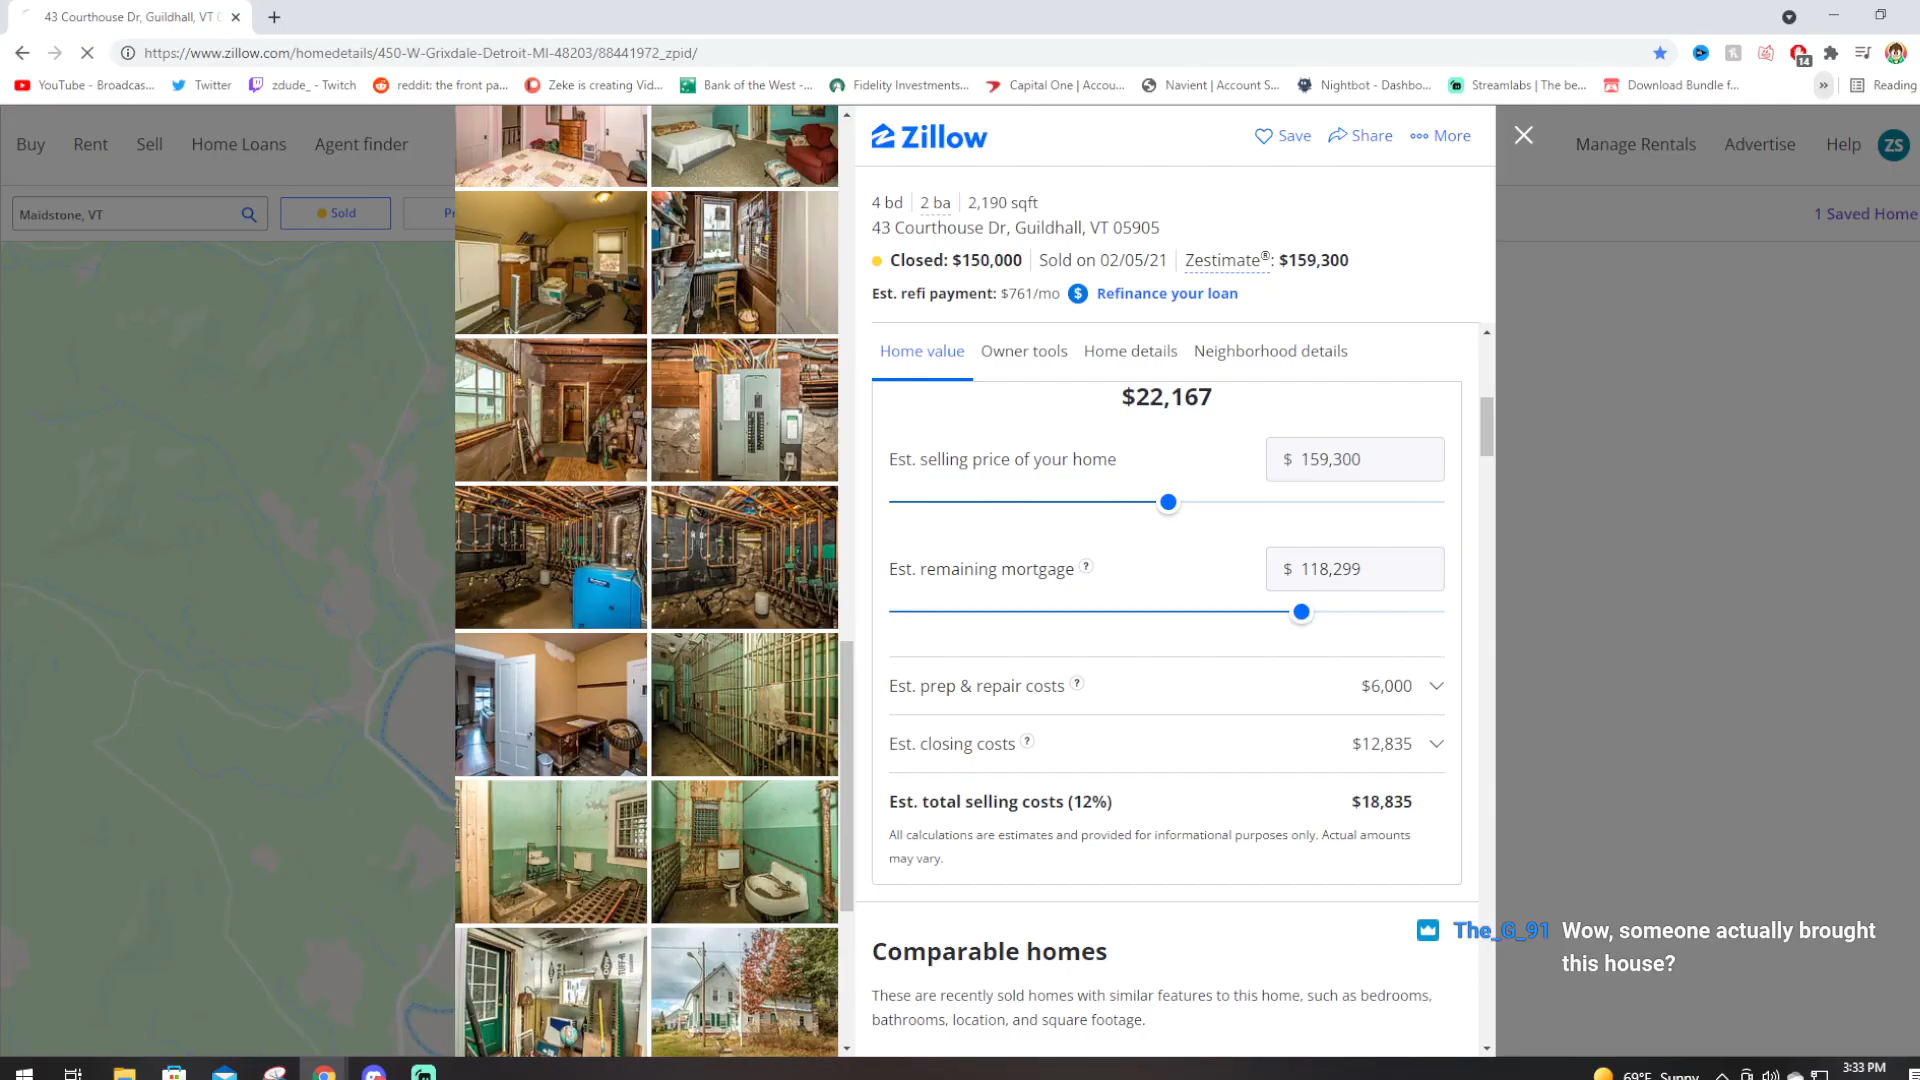 43 Courthouse Dr, Guildhall, VT 0
https://www.zillow.com/homedetails/450-W-Grixdale-Detroit-MI-48203/88441972_zpid/
14
YouTube - Broadcas...
Twitter
zdude_ - Twitch
reddit: the front pa...
Zeke is creating Vid...
Bank of the West -...
Fidelity Investments...
Capital One | Accou...
Navient | Account S...
Nightbot - Dashbo...
Streamlabs | The be...
Download Bundle f...
»
Reading
Buy
Rent
Sell
Home Loans
Agent finder
Zillow
Save
Share
More
Manage Rentals
Advertise
Help
ZS
Maidstone, VT
Sold
1 Saved Home
4 bd
2 ba
2,190 sqft
43 Courthouse Dr, Guildhall, VT 05905
Closed: $150,000
Sold on 02/05/21
Zestimate®: $159,300
Est. refi payment: $761/mo
$
Refinance your loan
Home value
Owner tools
Home details
Neighborhood details
$22,167
Est. selling price of your home
$ 159,300
Est. remaining mortgage ?
$ 118,299
Est. prep & repair costs ?
$6,000
Est. closing costs ?
$12,835
Est. total selling costs (12%)
$18,835
All calculations are estimates and provided for informational purposes only. Actual amounts
may vary.
Comparable homes
These are recently sold homes with similar features to this home, such as bedrooms,
bathrooms, location, and square footage.
The_G_91 Wow, someone actually brought
this house?
69°F Sunny
3:33 PM